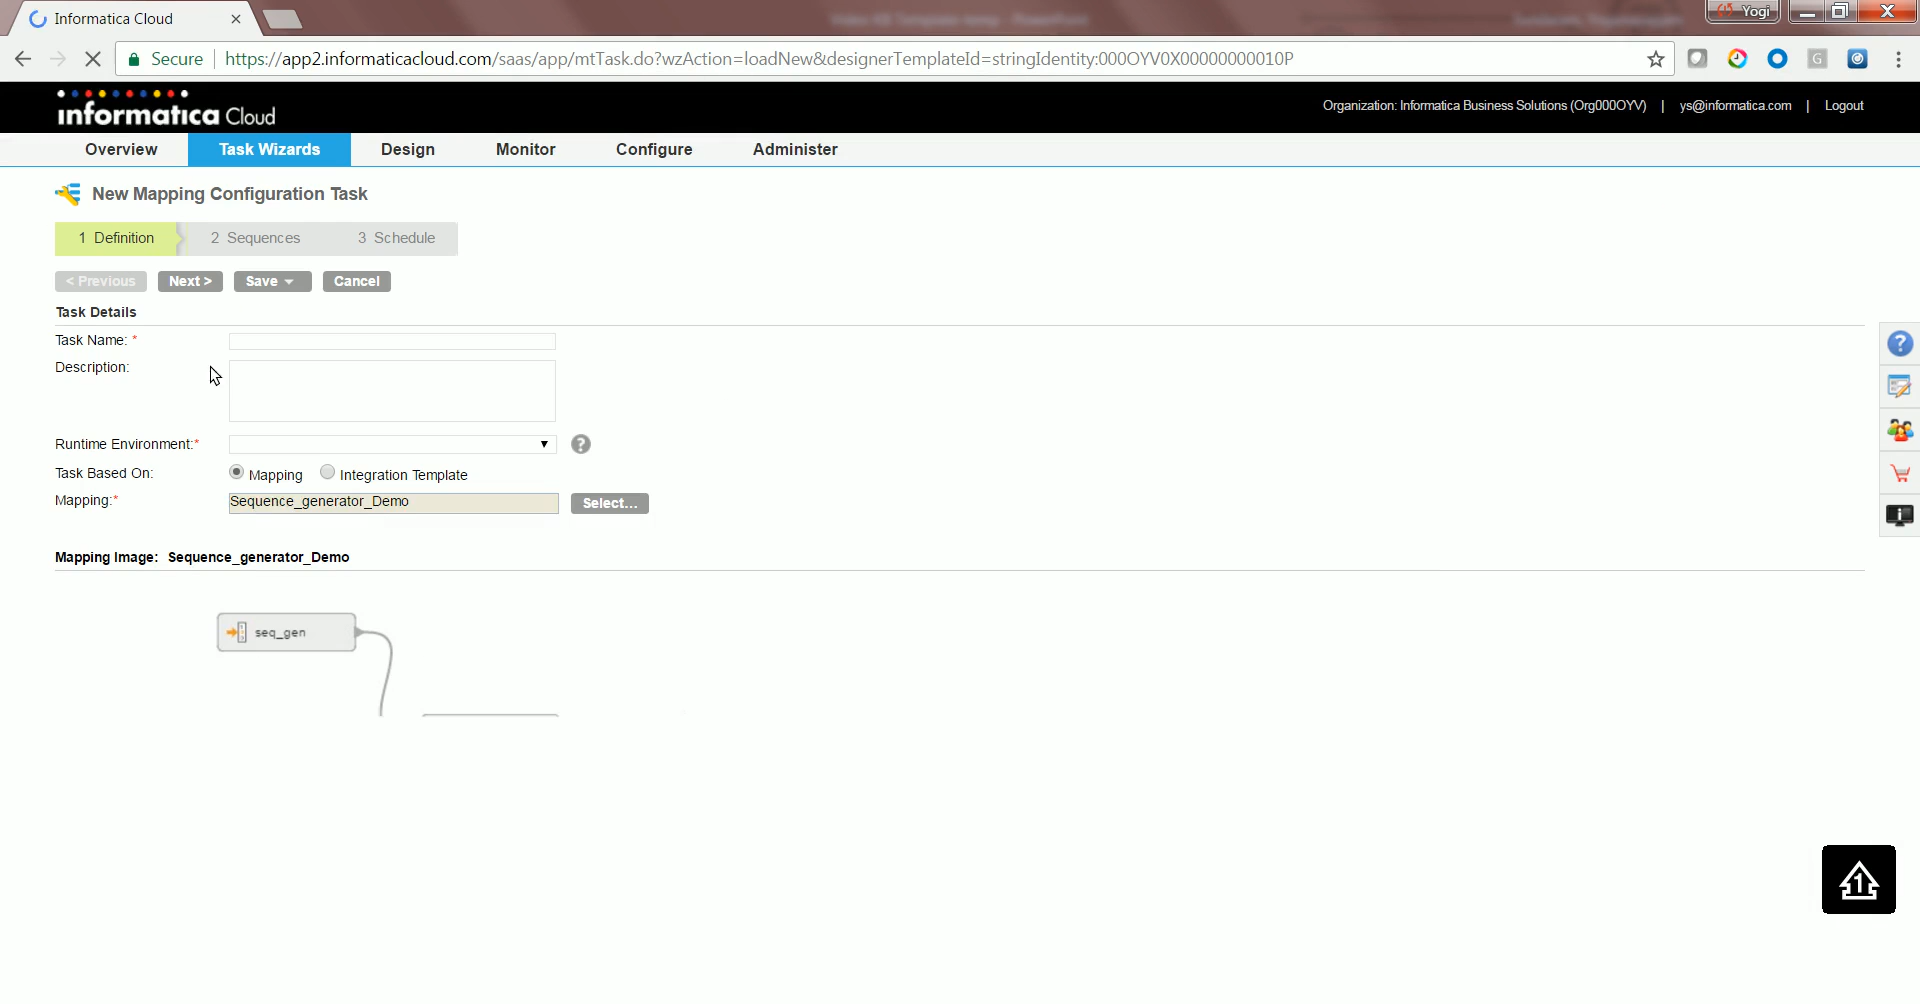 Informatica Cloud
Yogi
Secure https://app2.informaticacloud.com/saas/app/mtTask.do?wzAction=loadNew&designerTemplateId=stringIdentity:000OYV0X00000000010P
informatica Cloud
Organization: Informatica Business Solutions (Org000OYV) | ys@informatica.com | Logout
Overview Task Wizards Design Monitor Configure Administer
New Mapping Configuration Task
1 Definition 2 Sequences 3 Schedule
< Previous Next > Save Cancel
Task Details
Task Name: *
Description:
Runtime Environment:*
Task Based On: Mapping Integration Template
Mapping:* Sequence_generator_Demo Select...
Mapping Image: Sequence_generator_Demo
seq_gen
1